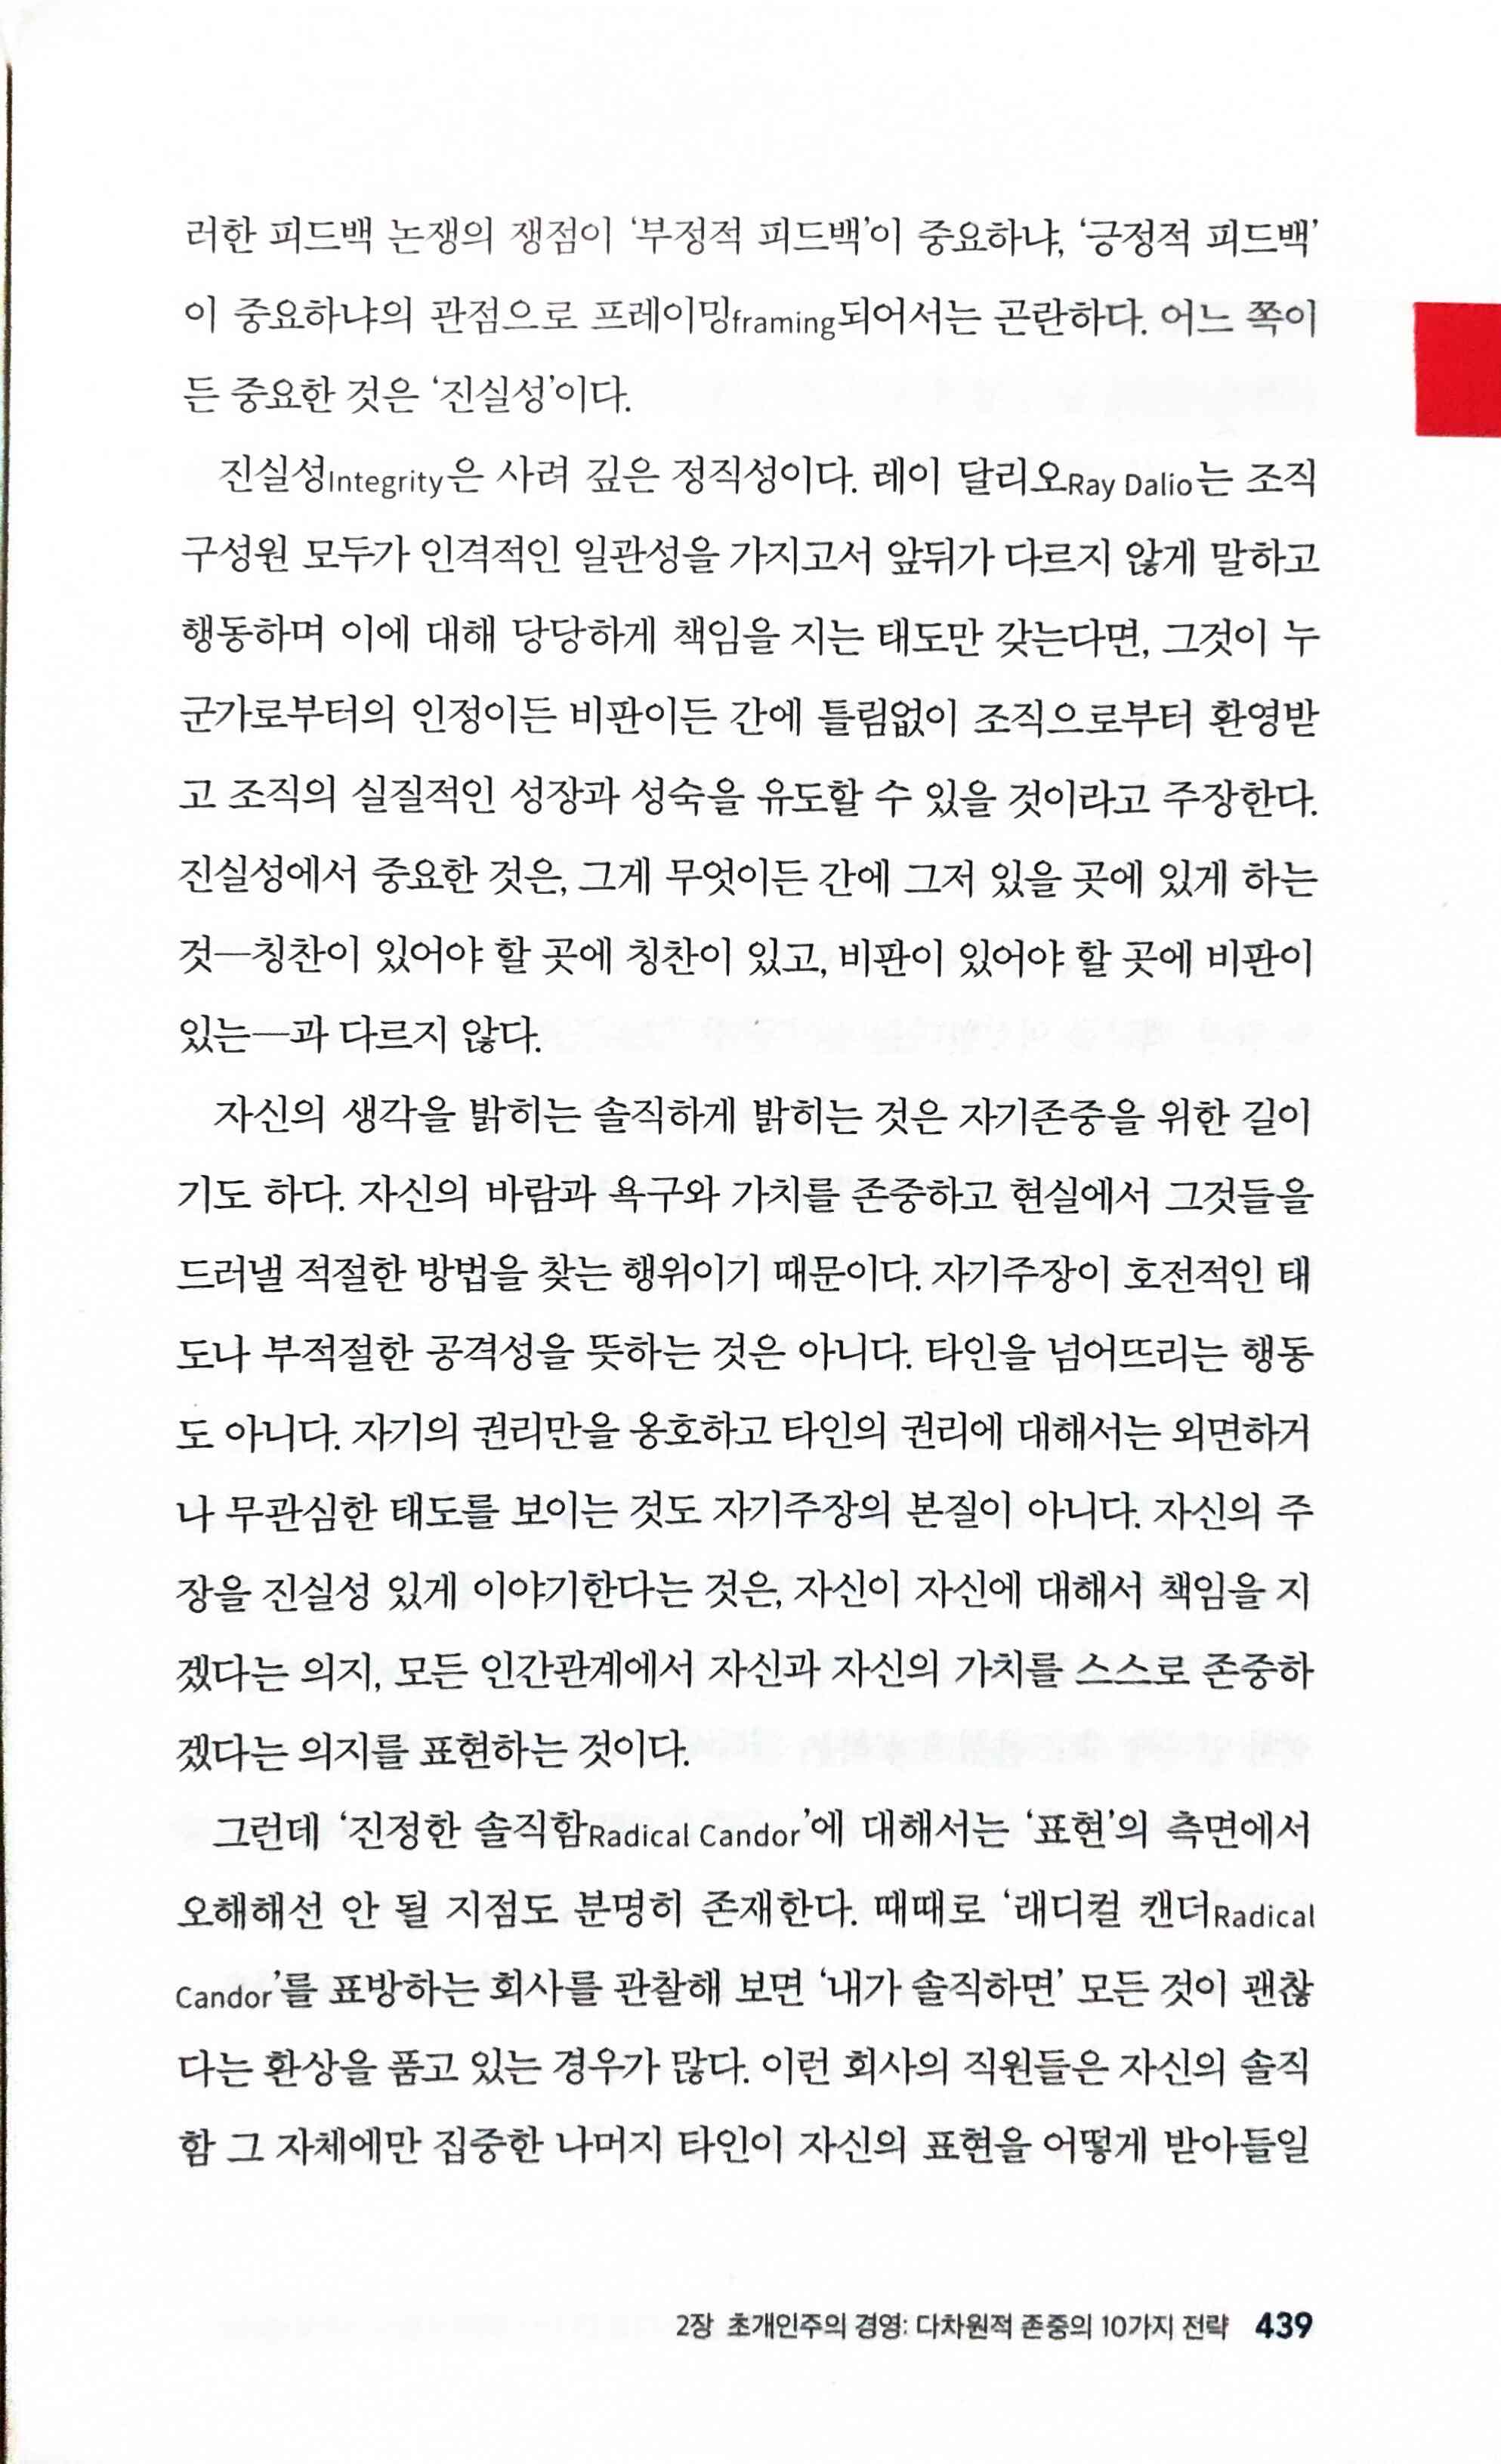 러한 피드백 논쟁의 쟁점이 ‘부정적 피드백’이 중요하냐, ‘긍정적 피드백’
이 중요하냐의 관점으로 프레이밍framing되어서는 곤란하다. 어느 쪽이
든 중요한 것은 ‘진실성’이다.
진실성Integrity은 사려 깊은 정직성이다. 레이 달리오Ray Dalio는 조직
구성원 모두가 인격적인 일관성을 가지고서 앞뒤가 다르지 않게 말하고
행동하며 이에 대해 당당하게 책임을 지는 태도만 갖는다면, 그것이 누
군가로부터의 인정이든 비판이든 간에 틀림없이 조직으로부터 환영받
고 조직의 실질적인 성장과 성숙을 유도할 수 있을 것이라고 주장한다.
진실성에서 중요한 것은, 그게 무엇이든 간에 그저 있을 곳에 있게 하는
것—칭찬이 있어야 할 곳에 칭찬이 있고, 비판이 있어야 할 곳에 비판이
있는—과 다르지 않다.
자신의 생각을 밝히는 솔직하게 밝히는 것은 자기존중을 위한 길이
기도 하다. 자신의 바람과 욕구와 가치를 존중하고 현실에서 그것들을
드러낼 적절한 방법을 찾는 행위이기 때문이다. 자기주장이 호전적인 태
도나 부적절한 공격성을 뜻하는 것은 아니다. 타인을 넘어뜨리는 행동
도 아니다. 자기의 권리만을 옹호하고 타인의 권리에 대해서는 외면하거
나 무관심한 태도를 보이는 것도 자기주장의 본질이 아니다. 자신의 주
장을 진실성 있게 이야기한다는 것은, 자신이 자신에 대해서 책임을 지
겠다는 의지, 모든 인간관계에서 자신과 자신의 가치를 스스로 존중하
겠다는 의지를 표현하는 것이다.
그런데 ‘진정한 솔직함Radical Candor’에 대해서는 ‘표현’의 측면에서
오해해선 안 될 지점도 분명히 존재한다. 때때로 ‘래디컬 캔더Radical
Candor’를 표방하는 회사를 관찰해 보면 ‘내가 솔직하면’ 모든 것이 괜찮
다는 환상을 품고 있는 경우가 많다. 이런 회사의 직원들은 자신의 솔직
함 그 자체에만 집중한 나머지 타인이 자신의 표현을 어떻게 받아들일
2장 초개인주의 경영: 다차원적 존중의 10가지 전략 439